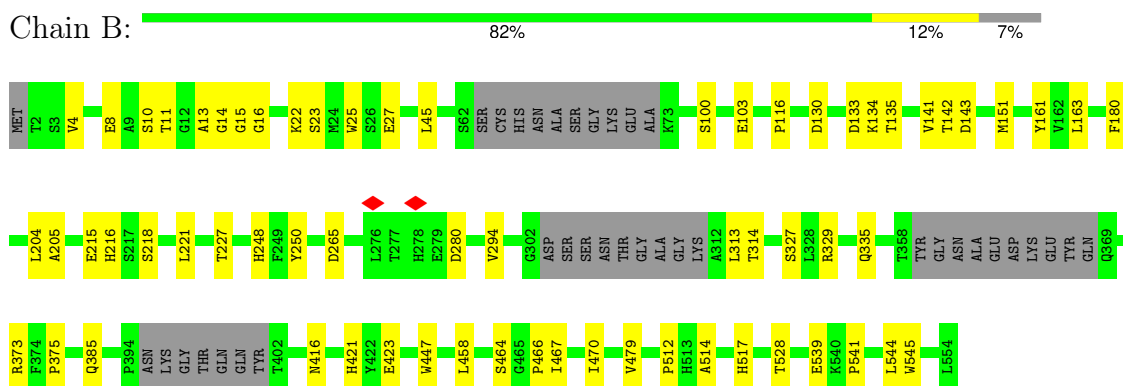 Chain B:
82% 12% 7%
MET T2 S3 V4 E8 A9 S10 T11 G12 A13 G14 G15 G16 K22 S23 M24 W25 S26 E27 L45 S62 SER CYS HIS ASN ALA SER GLY LYS GLU ALA K73 S100 E103 P116 D130 D133 K134 T135 V141 T142 D143 M151 Y161 V162 L163 F180
L204 A205 E215 H216 S217 S218 L221 T227 H248 F249 Y250 D265 L276 T277 H278 E279 D280 V294 G302 ASP SER SER ASN THR GLY ALA GLY LYS A312 L313 T314 S327 L328 R329 Q335 T358 TYR GLY ASN ALA GLU ASP LYS GLU TYR GLN Q369
R373 F374 P375 Q385 P394 ASN LYS GLY THR GLN GLN TYR T402 N416 H421 Y422 E423 W447 L458 S464 G465 P466 I467 I470 V479 P512 H513 A514 H517 T528 E539 K540 P541 L544 W545 L554